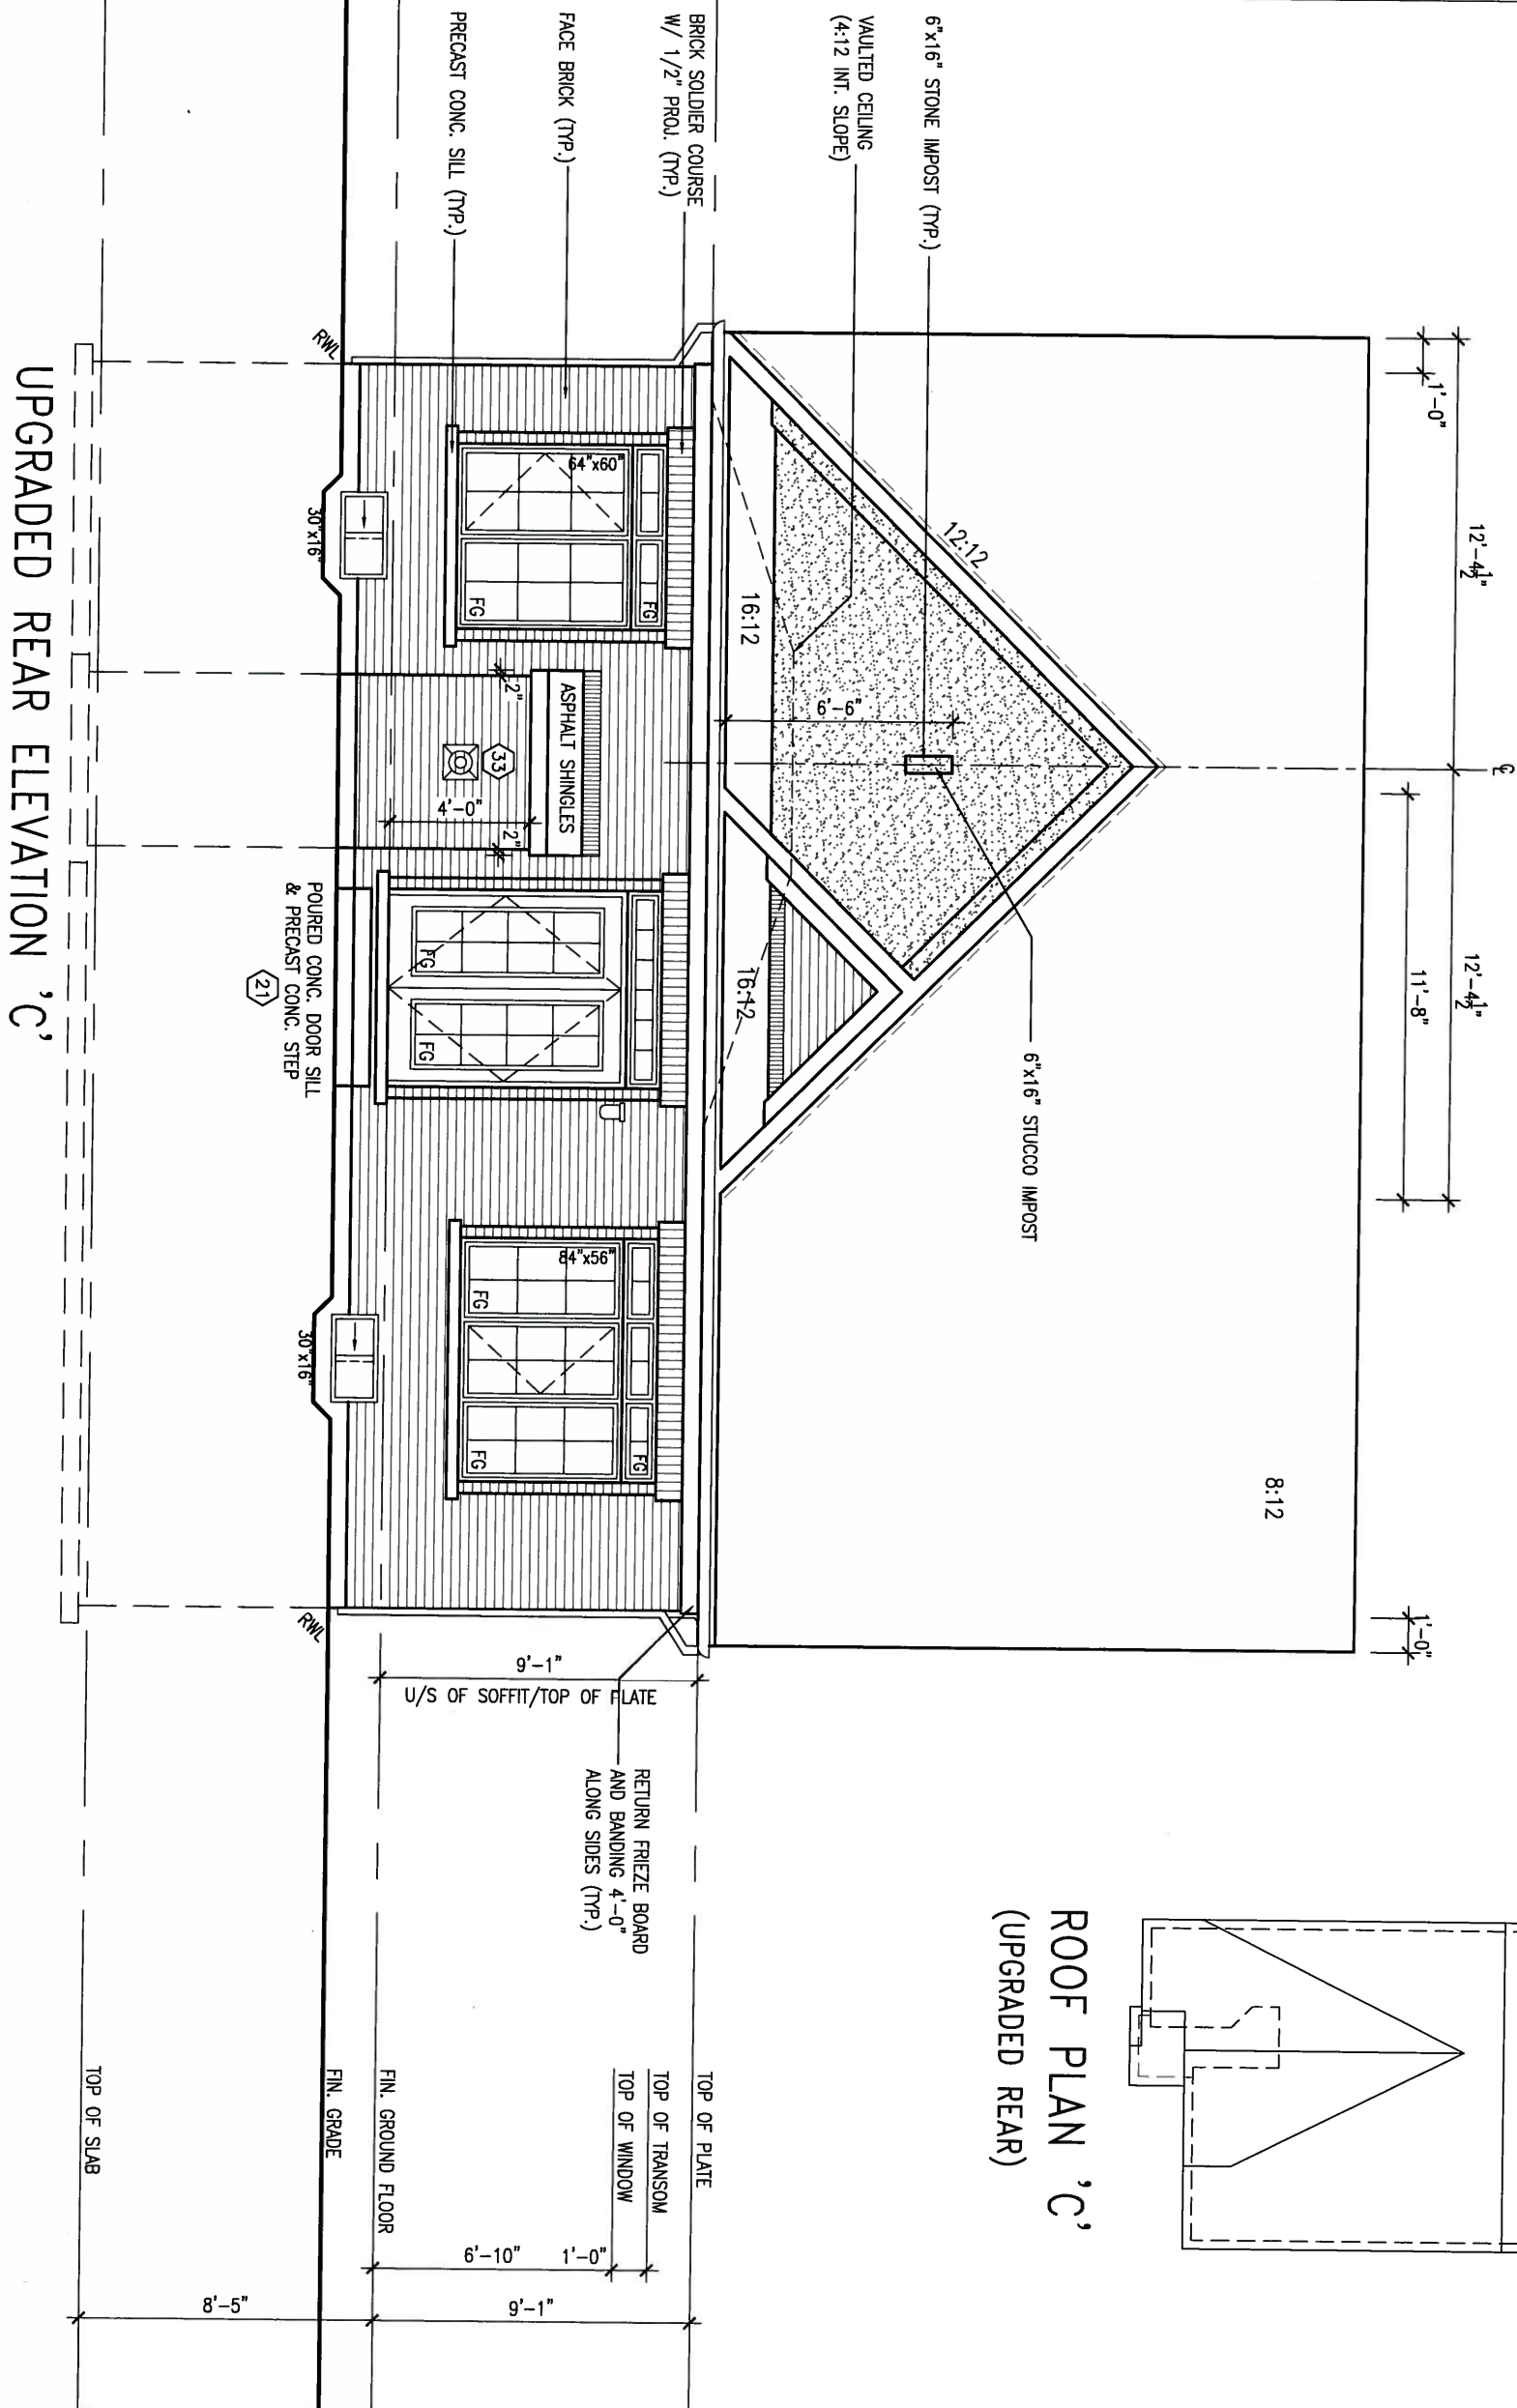 1'-0"
12'-4 1/2"
12'-4 1/2"
11'-8"
1'-0"
℄
8:12
12:12
6"x16" STONE IMPOST (TYP.)
VAULTED CEILING
(4:12 INT. SLOPE)
BRICK SOLDIER COURSE
W/ 1/2" PROJ. (TYP.)
FACE BRICK (TYP.)
PRECAST CONC. SILL (TYP.)
6"x16" STUCCO IMPOST
6'-6"
16:12
16:12
64"x60"
FG
FG
ASPHALT SHINGLES
2"
2"
33
4'-0"
FG
FG
84"x56"
FG
FG
FG
30"x16"
30"x16"
RWL
RWL
POURED CONC. DOOR SILL
& PRECAST CONC. STEP
21
9'-1"
U/S OF SOFFIT/TOP OF PLATE
RETURN FRIEZE BOARD
AND BANDING 4'-0"
ALONG SIDES (TYP.)
TOP OF PLATE
TOP OF TRANSOM
TOP OF WINDOW
FIN. GROUND FLOOR
FIN. GRADE
TOP OF SLAB
1'-0"
6'-10"
9'-1"
8'-5"
ROOF PLAN 'C'
(UPGRADED REAR)
UPGRADED REAR ELEVATION 'C'